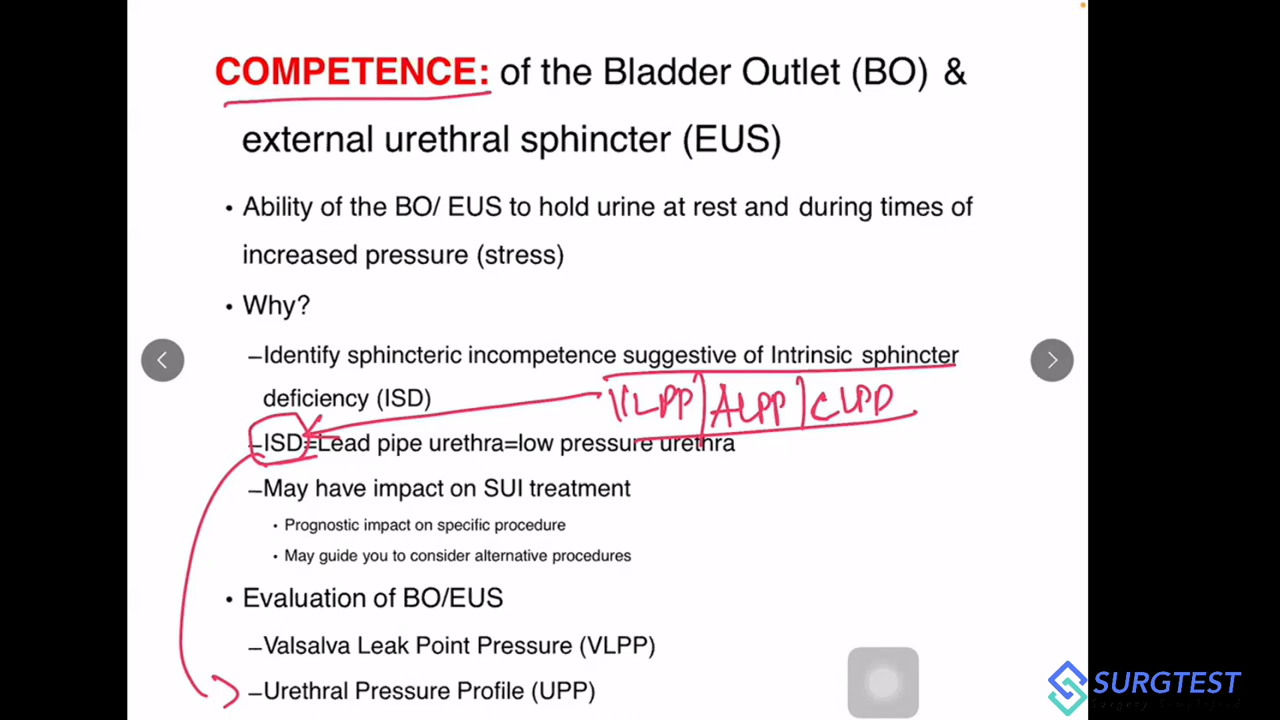 COMPETENCE: of the Bladder Outlet (BO) &
external urethral sphincter (EUS)
• Ability of the BO/ EUS to hold urine at rest and during times of
increased pressure (stress)
• Why?
–Identify sphincteric incompetence suggestive of Intrinsic sphincter
deficiency (ISD)
VLPP | ALPP | CLPP
–ISD=Lead pipe urethra=low pressure urethra
–May have impact on SUI treatment
• Prognostic impact on specific procedure
• May guide you to consider alternative procedures
• Evaluation of BO/EUS
–Valsalva Leak Point Pressure (VLPP)
–Urethral Pressure Profile (UPP)
SURGTEST